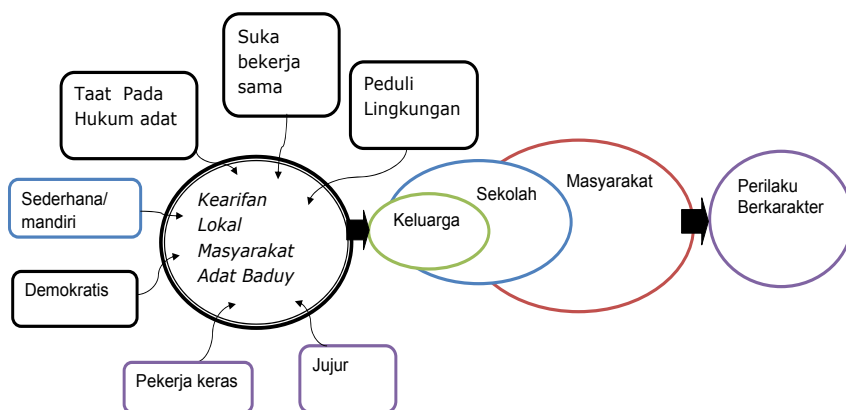 Suka
bekerja
sama
Taat Pada
Hukum adat
Peduli
Lingkungan
Sederhana/
mandiri
Kearifan
Lokal
Masyarakat
Adat Baduy
Demokratis
Pekerja keras
Jujur
Keluarga
Sekolah
Masyarakat
Perilaku
Berkarakter